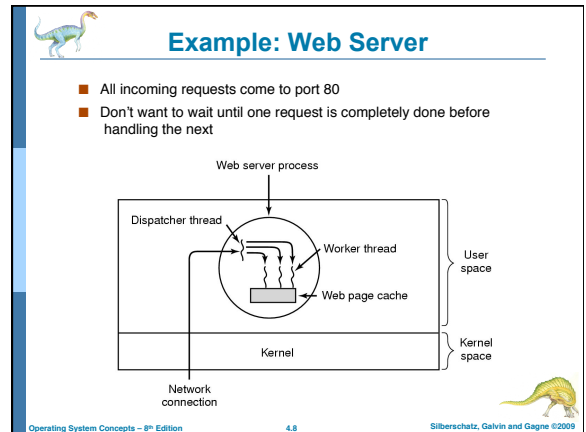 Example: Web Server
All incoming requests come to port 80
Don't want to wait until one request is completely done before
handling the next
Web server process
Dispatcher thread
Worker thread
User
space
Web page cache
Kernel
Kernel
space
Network
connection
Operating System Concepts – 8th Edition
4.8
Silberschatz, Galvin and Gagne ©2009